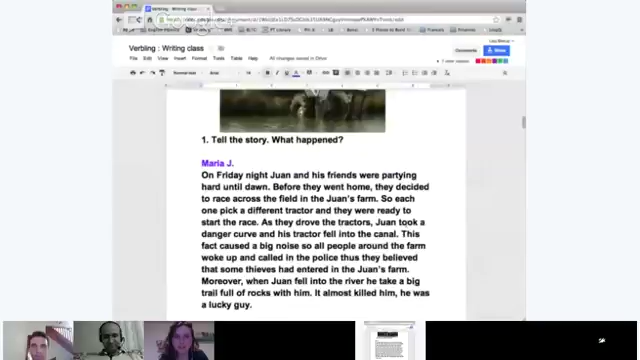 Verbling : Writing class
Verbling : Writing class
Comments
Share
File Edit View Insert Format Tools Table Help All changes saved in Drive
1. Tell the story. What happened?
Maria J.
On Friday night Juan and his friends were partying
hard until dawn. Before they went home, they decided
to race across the field in the Juan's farm. So each
one pick a different tractor and they were ready to
start the race. As they drove the tractors, Juan took a
danger curve and his tractor fell into the canal. This
fact caused a big noise so all people around the farm
woke up and called in the police thus they believed
that some thieves had entered in the Juan's farm.
Moreover, when Juan fell into the river he take a big
trail full of rocks with him. It almost killed him, he was
a lucky guy.